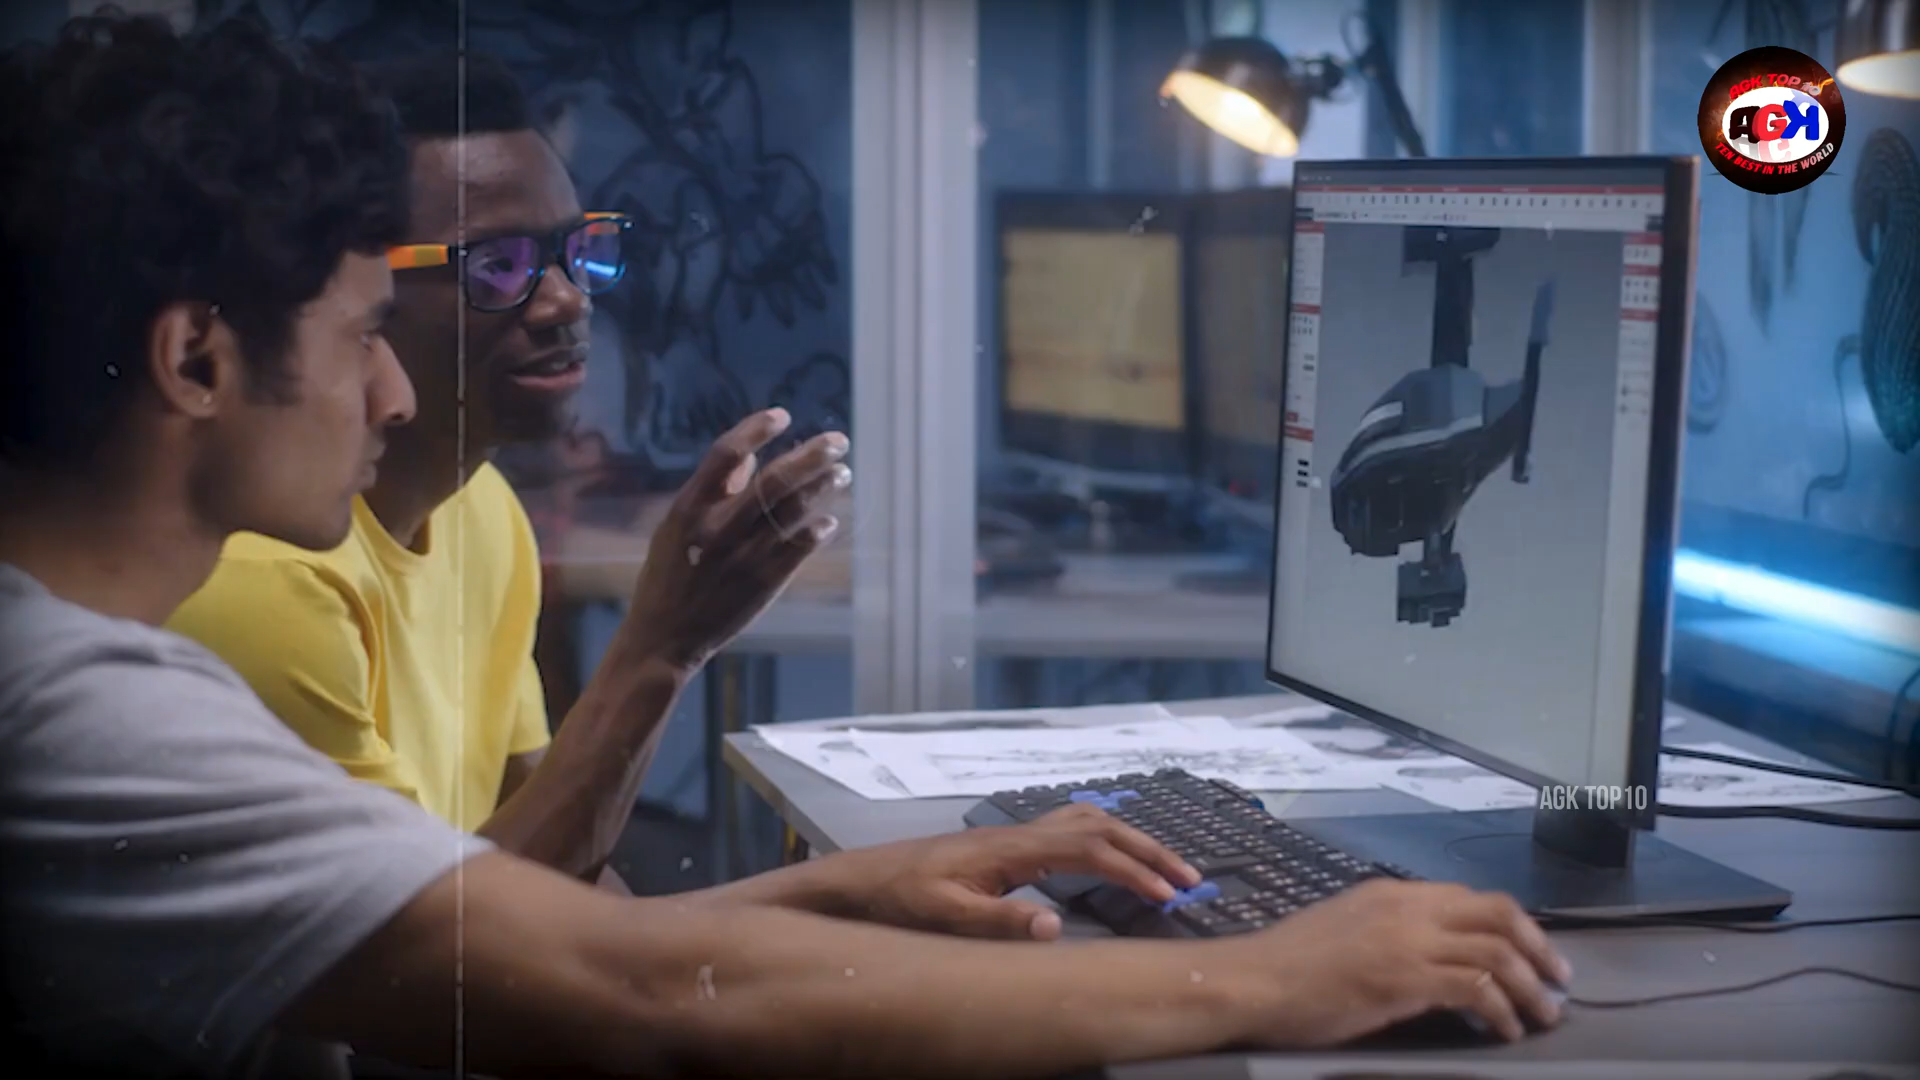 AGK TOP 10
AGK
TEN BEST IN THE WORLD
AGK TOP10